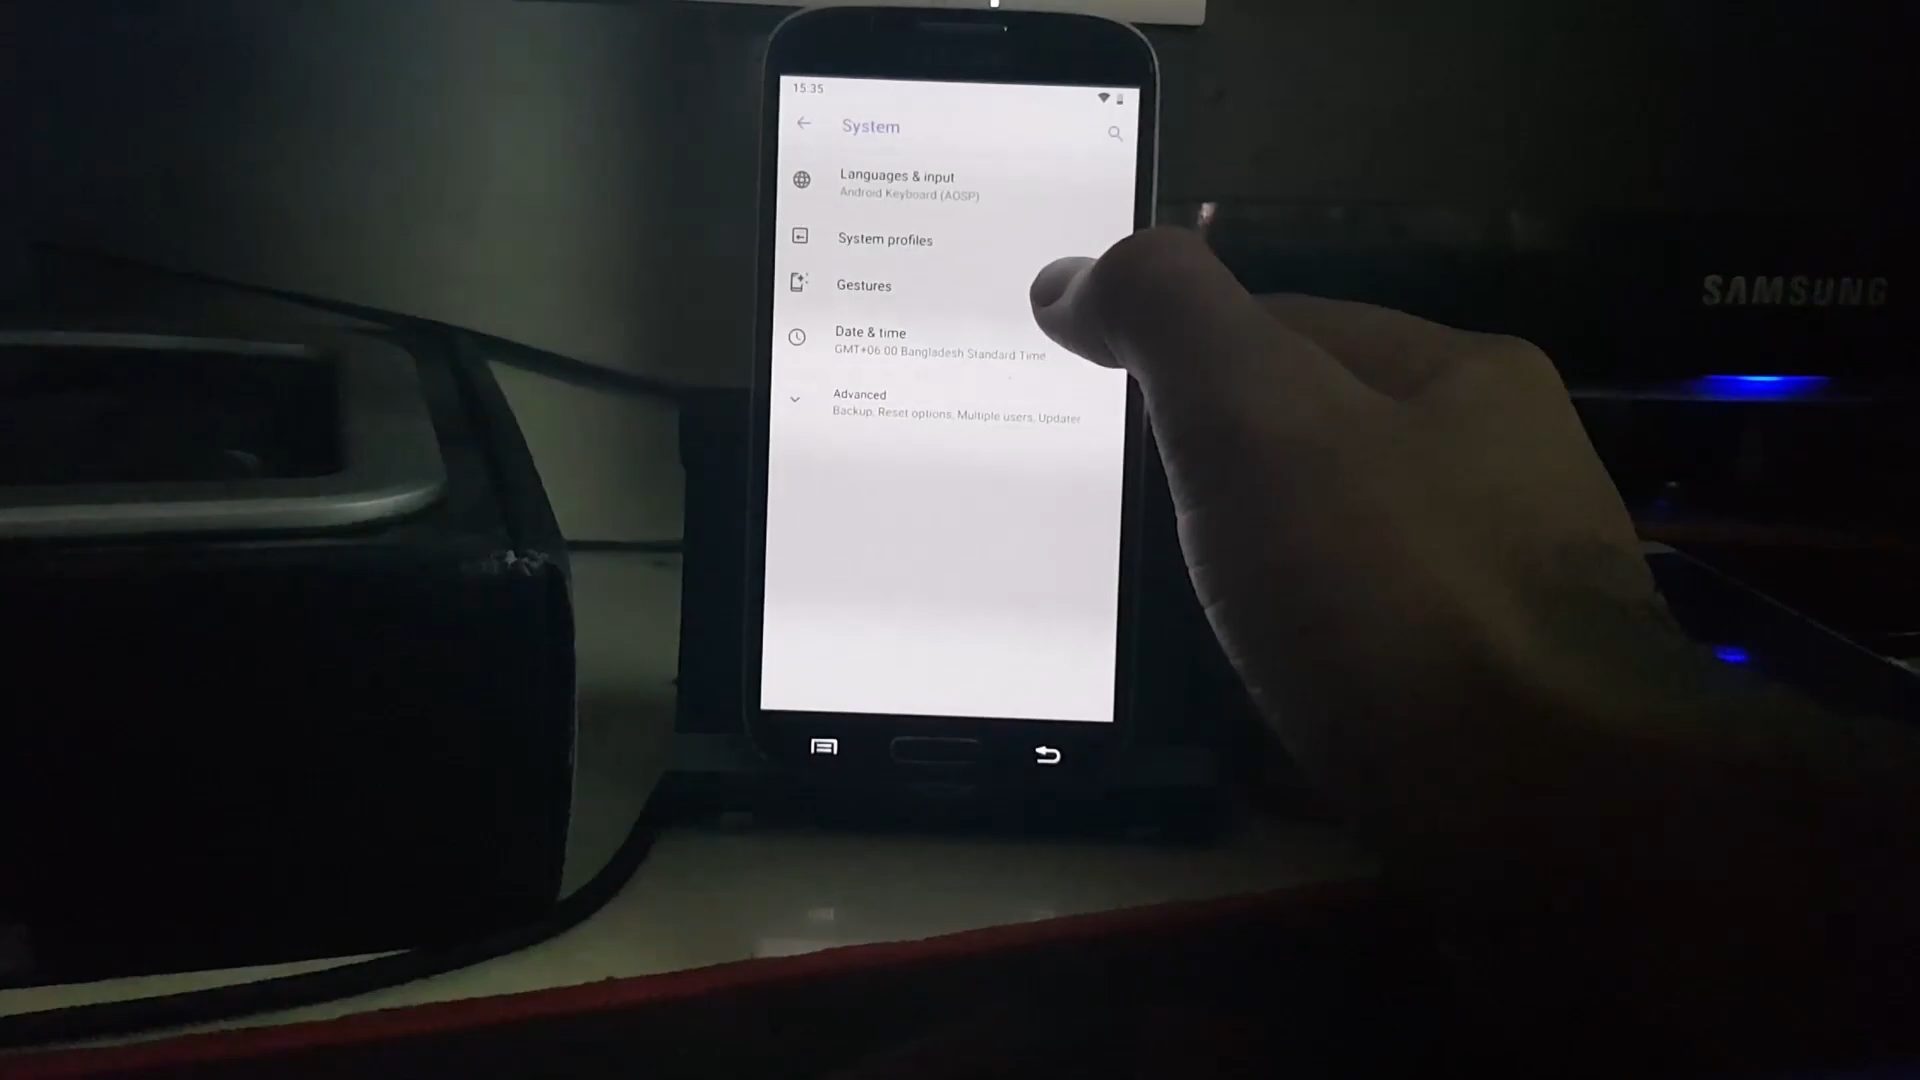 15:35
System
Languages & input
Android Keyboard (AOSP)
System profiles
Gestures
Date & time
GMT+06:00 Bangladesh Standard Time
Advanced
Backup, Reset options, Multiple users, Updater
SAMSUNG